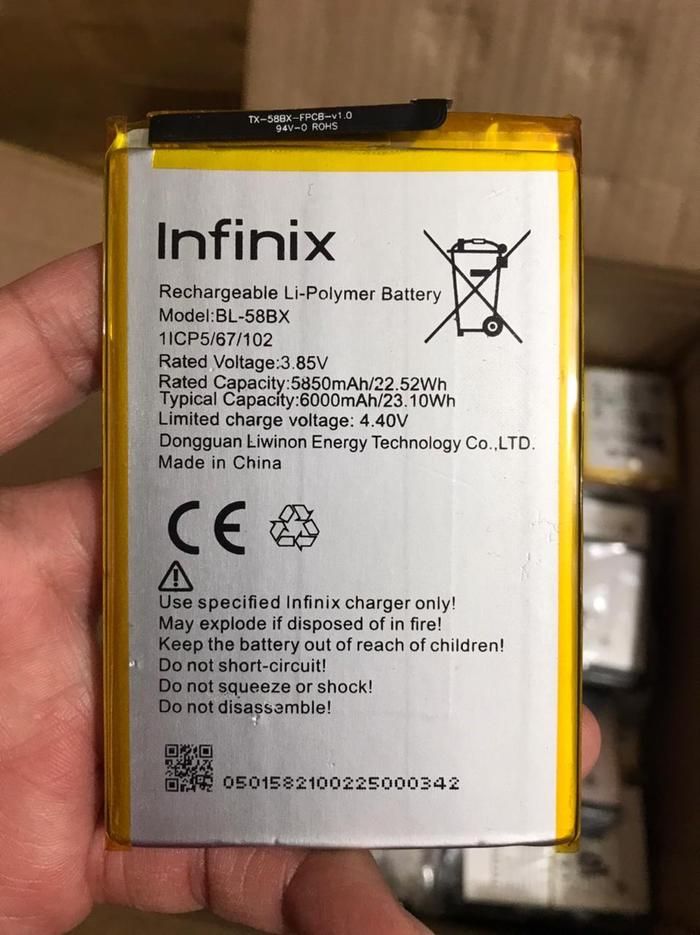 TX-58BX-FPCB-v1.0
94V-0 ROHS
Infinix
Rechargeable Li-Polymer Battery
Model:BL-58BX
1ICP5/67/102
Rated Voltage:3.85V
Rated Capacity:5850mAh/22.52Wh
Typical Capacity:6000mAh/23.10Wh
Limited charge voltage: 4.40V
Dongguan Liwinon Energy Technology Co.,LTD.
Made in China
CE
Use specified Infinix charger only!
May explode if disposed of in fire!
Keep the battery out of reach of children!
Do not short-circuit!
Do not squeeze or shock!
Do not disassemble!
0501582100225000342